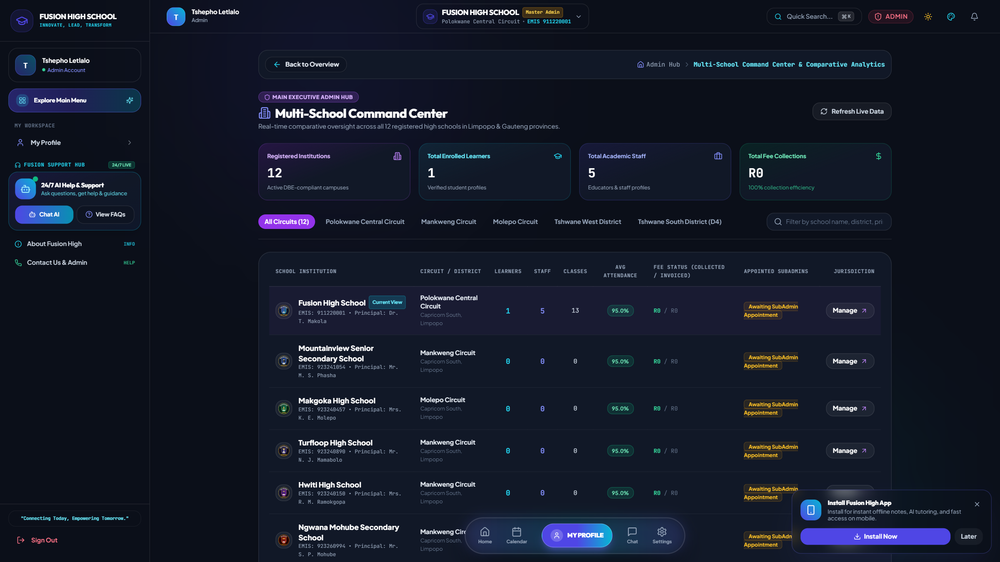 FUSION HIGH SCHOOL
INNOVATE, LEAD, TRANSFORM
T
Tshepho Letlalo
Admin Account
Explore Main Menu
MY WORKSPACE
My Profile
FUSION SUPPORT HUB
24/7 LIVE
24/7 AI Help & Support
Ask questions, get help & guidance
Chat AI
View FAQs
About Fusion High
INFO
Contact Us & Admin
HELP
"Connecting Today, Empowering Tomorrow."
Sign Out
T
Tshepho Letlalo
Admin
FUSION HIGH SCHOOL
Master Admin
Polokwane Central Circuit • EMIS 911220001
Quick Search...
⌘K
ADMIN
Back to Overview
Admin Hub
Multi-School Command Center & Comparative Analytics
MAIN EXECUTIVE ADMIN HUB
Multi-School Command Center
Real-time comparative oversight across all 12 registered high schools in Limpopo & Gauteng provinces.
Refresh Live Data
Registered Institutions
12
Active DBE-compliant campuses
Total Enrolled Learners
1
Verified student profiles
Total Academic Staff
5
Educators & staff profiles
Total Fee Collections
R0
100% collection efficiency
All Circuits (12)
Polokwane Central Circuit
Mankweng Circuit
Molepo Circuit
Tshwane West District
Tshwane South District (D4)
Filter by school name, district, pri
SCHOOL INSTITUTION
CIRCUIT / DISTRICT
LEARNERS
STAFF
CLASSES
AVG
ATTENDANCE
FEE STATUS (COLLECTED
/ INVOICED)
APPOINTED SUBADMINS
JURISDICTION
Fusion High School
Current View
EMIS: 911220001 • Principal: Dr.
T. Makola
Polokwane Central
Circuit
Capricorn South,
Limpopo
1
5
13
95.0%
R0 / R0
Awaiting SubAdmin
Appointment
Manage
Mountainview Senior
Secondary School
EMIS: 923241054 • Principal: Mr.
M. S. Phasha
Mankweng Circuit
Capricorn South,
Limpopo
0
0
0
95.0%
R0 / R0
Awaiting SubAdmin
Appointment
Manage
Makgoka High School
EMIS: 923240457 • Principal: Mrs.
K. E. Molepo
Molepo Circuit
Capricorn South,
Limpopo
0
0
0
95.0%
R0 / R0
Awaiting SubAdmin
Appointment
Manage
Turfloop High School
EMIS: 923240890 • Principal: Mr.
N. J. Mamabolo
Mankweng Circuit
Capricorn South,
Limpopo
0
0
0
95.0%
R0 / R0
Awaiting SubAdmin
Appointment
Manage
Hwiti High School
EMIS: 923240150 • Principal: Mrs.
R. M. Ramokgopa
Mankweng Circuit
Capricorn South,
Limpopo
0
0
0
95.0%
R0 / R0
Awaiting SubAdmin
Appointment
Ngwana Mohube Secondary
School
EMIS: 923260994 • Principal: Mr.
S. P. Mohube
Mankweng Circ
Capricorn South,
Limpopo
Awaiting SubAdn
Appointment
Home
Calendar
MY PROFILE
Chat
Settings
Install Fusion High App
Install for instant offline notes, AI tutoring, and fast
access on mobile.
Install Now
Later